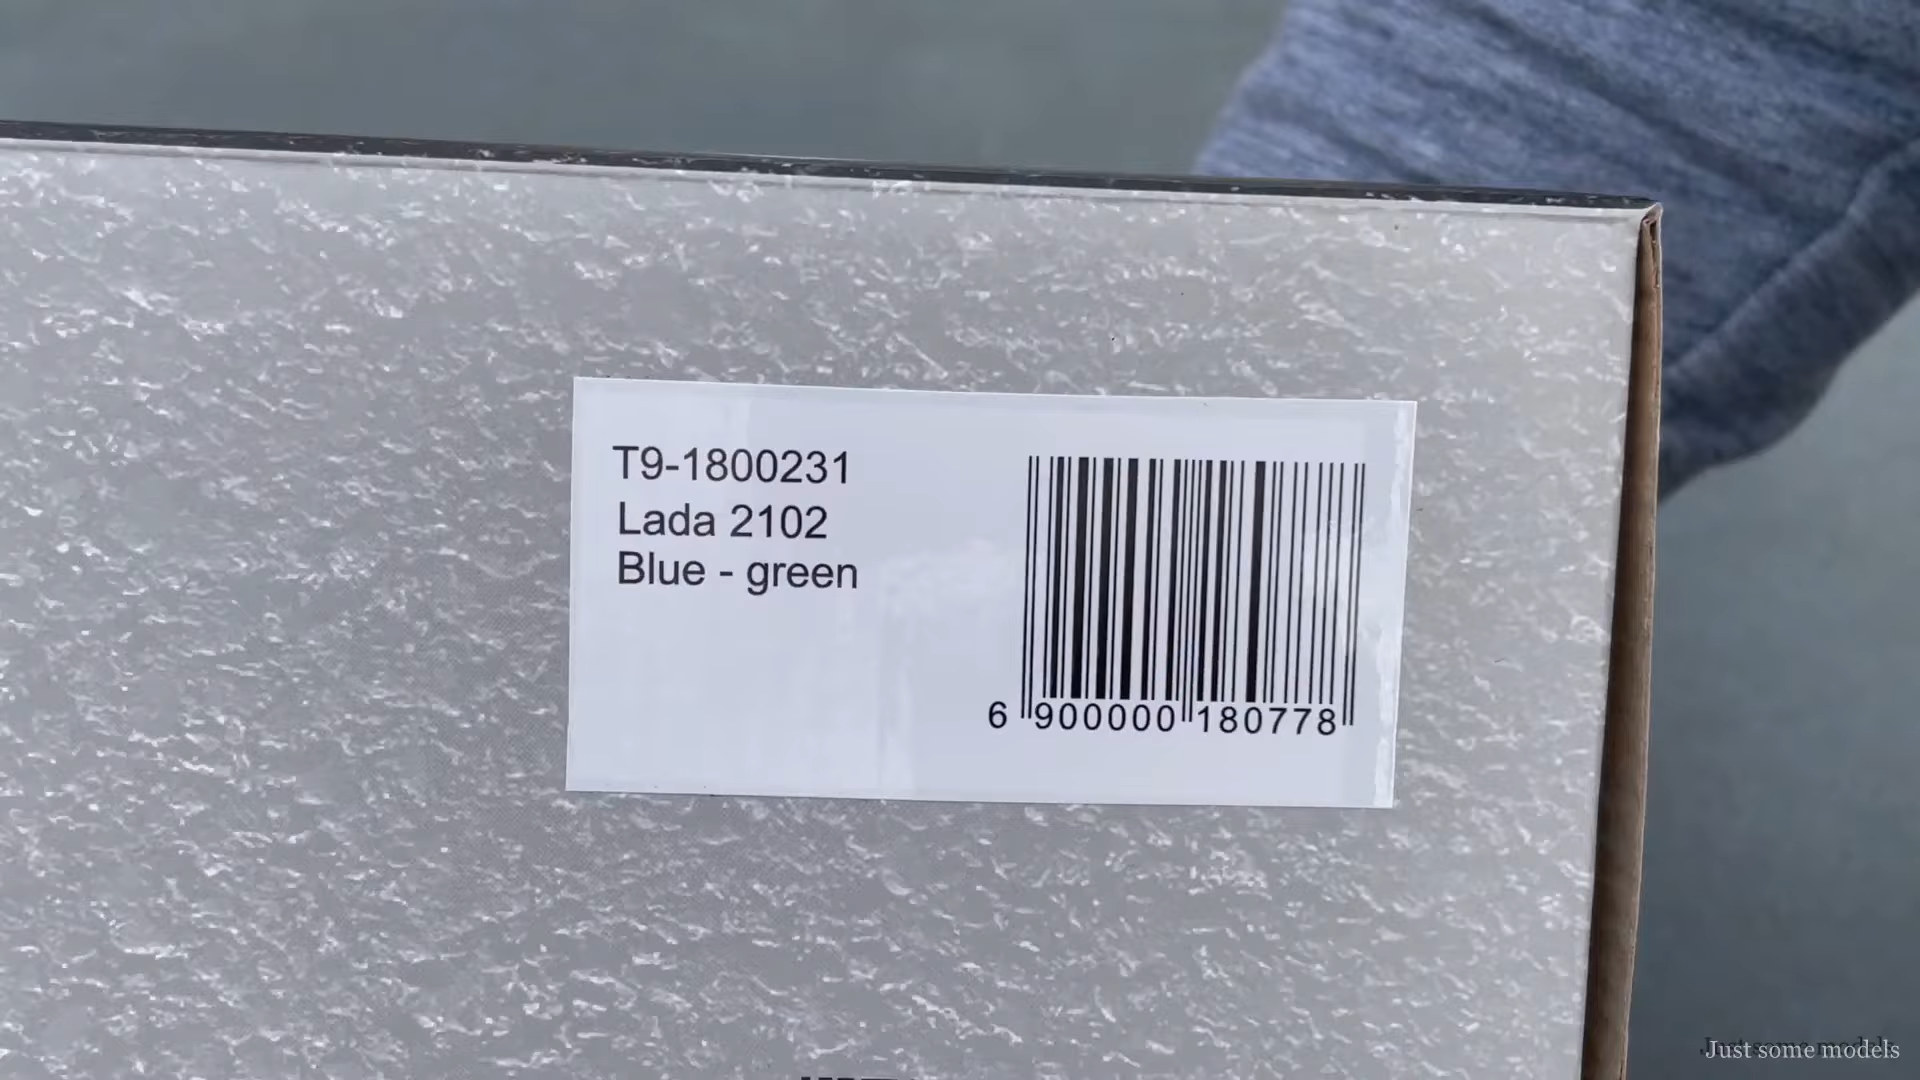 T9-1800231
Lada 2102
Blue - green
6 900000 180778
Just some models